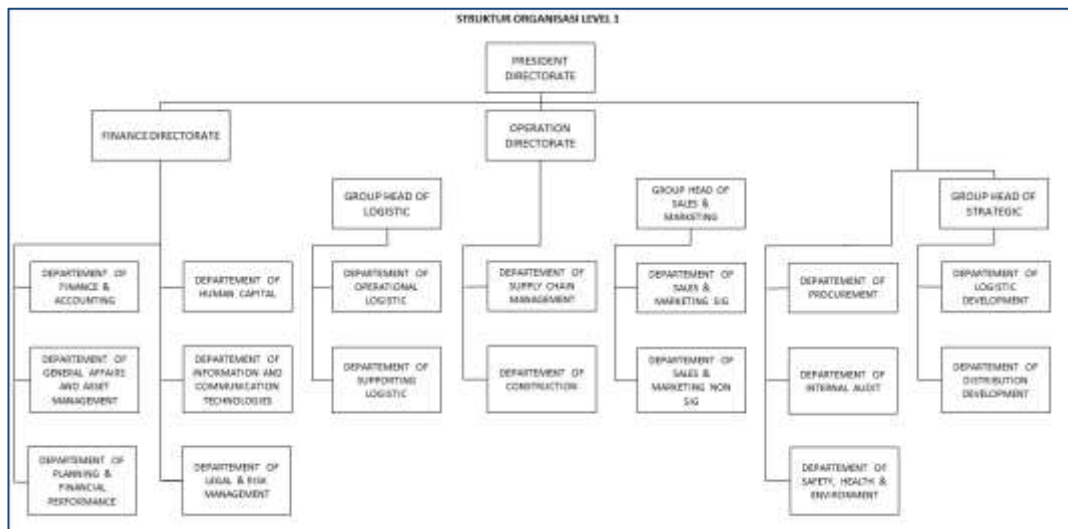 STRUKTUR ORGANISASI LEVEL 1
PRESIDENT
DIRECTORATE
FINANCE DIRECTORATE
OPERATION
DIRECTORATE
GROUP HEAD OF
LOGISTIC
GROUP HEAD OF
SALES &
MARKETING
GROUP HEAD OF
STRATEGIC
DEPARTEMENT OF
FINANCE &
ACCOUNTING
DEPARTEMENT OF
HUMAN CAPITAL
DEPARTEMENT OF
OPERATIONAL
LOGISTIC
DEPARTEMENT OF
SUPPLY CHAIN
MANAGEMENT
DEPARTEMENT OF
SALES &
MARKETING SIG
DEPARTEMENT OF
PROCUREMENT
DEPARTEMENT OF
LOGISTIC
DEVELOPMENT
DEPARTEMENT OF
GENERAL AFFAIRS
AND ASSET
MANAGEMENT
DEPARTEMENT OF
INFORMATION AND
COMMUNICATION
TECHNOLOGIES
DEPARTEMENT OF
SUPPORTING
LOGISTIC
DEPARTEMENT OF
CONSTRUCTION
DEPARTEMENT OF
SALES &
MARKETING NON
SIG
DEPARTEMENT OF
INTERNAL AUDIT
DEPARTEMENT OF
DISTRIBUTION
DEVELOPMENT
DEPARTEMENT OF
PLANNING &
FINANCIAL
PERFORMANCE
DEPARTEMENT OF
LEGAL & RISK
MANAGEMENT
DEPARTEMENT OF
SAFETY, HEALTH &
ENVIRONMENT